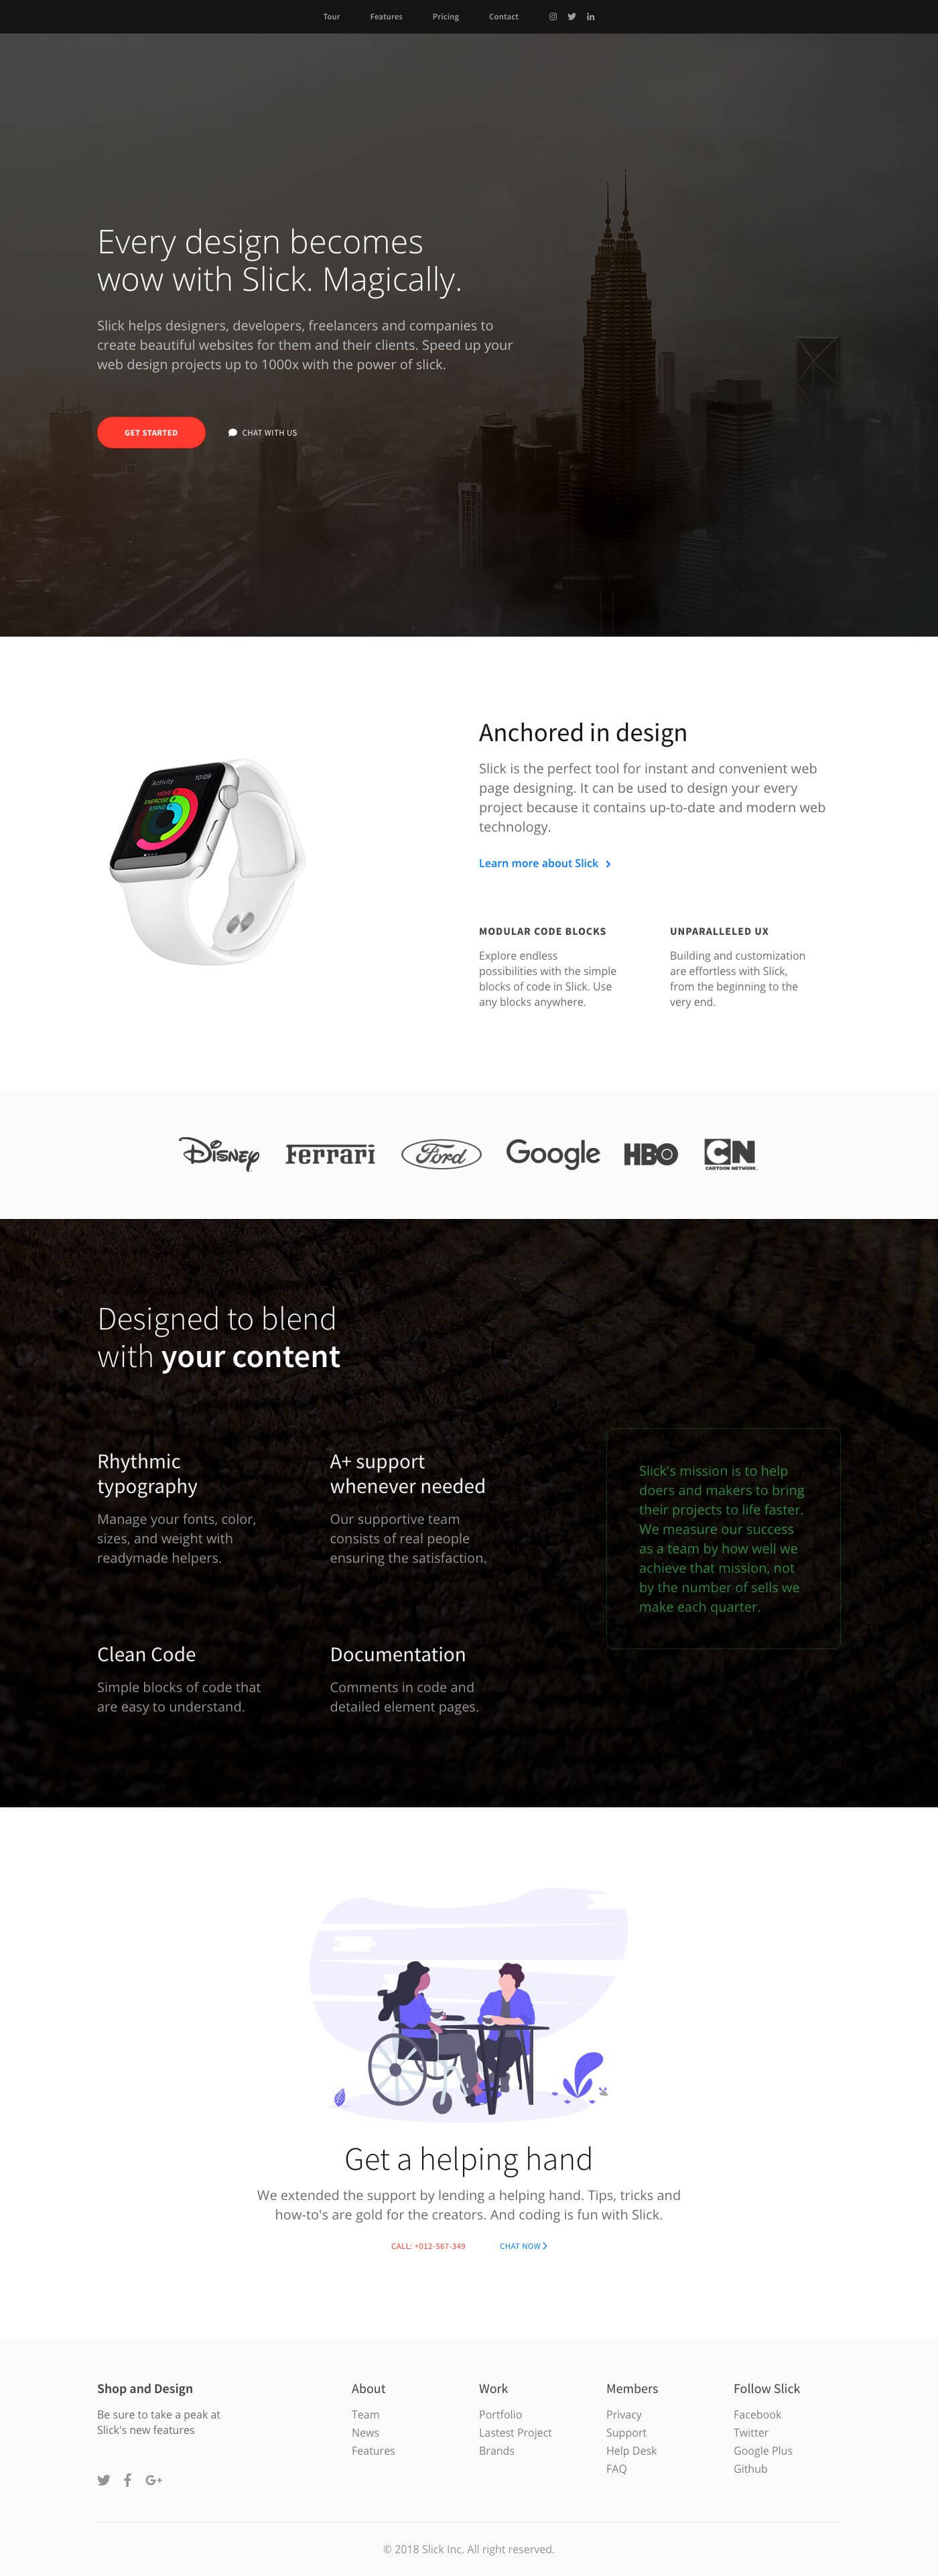 Tour Features Pricing Contact
Every design becomes
wow with Slick. Magically.
Slick helps designers, developers, freelancers and companies to
create beautiful websites for them and their clients. Speed up your
web design projects up to 1000x with the power of slick.
GET STARTED
CHAT WITH US
Activity 10:09
MOVE
EXERCISE
STAND
Anchored in design
Slick is the perfect tool for instant and convenient web
page designing. It can be used to design your every
project because it contains up-to-date and modern web
technology.
Learn more about Slick
MODULAR CODE BLOCKS
Explore endless
possibilities with the simple
blocks of code in Slick. Use
any blocks anywhere.
UNPARALLELED UX
Building and customization
are effortless with Slick,
from the beginning to the
very end.
Disney Ferrari Ford Google HBO CN
CARTOON NETWORK
Designed to blend
with your content
Rhythmic
typography
Manage your fonts, color,
sizes, and weight with
readymade helpers.
A+ support
whenever needed
Our supportive team
consists of real people
ensuring the satisfaction.
Slick's mission is to help
doers and makers to bring
their projects to life faster.
We measure our success
as a team by how well we
achieve that mission, not
by the number of sells we
make each quarter.
Clean Code
Simple blocks of code that
are easy to understand.
Documentation
Comments in code and
detailed element pages.
Get a helping hand
We extended the support by lending a helping hand. Tips, tricks and
how-to's are gold for the creators. And coding is fun with Slick.
CALL: +012-567-349
CHAT NOW
Shop and Design
Be sure to take a peak at
Slick's new features
About
Team
News
Features
Work
Portfolio
Lastest Project
Brands
Members
Privacy
Support
Help Desk
FAQ
Follow Slick
Facebook
Twitter
Google Plus
Github
© 2018 Slick Inc. All right reserved.